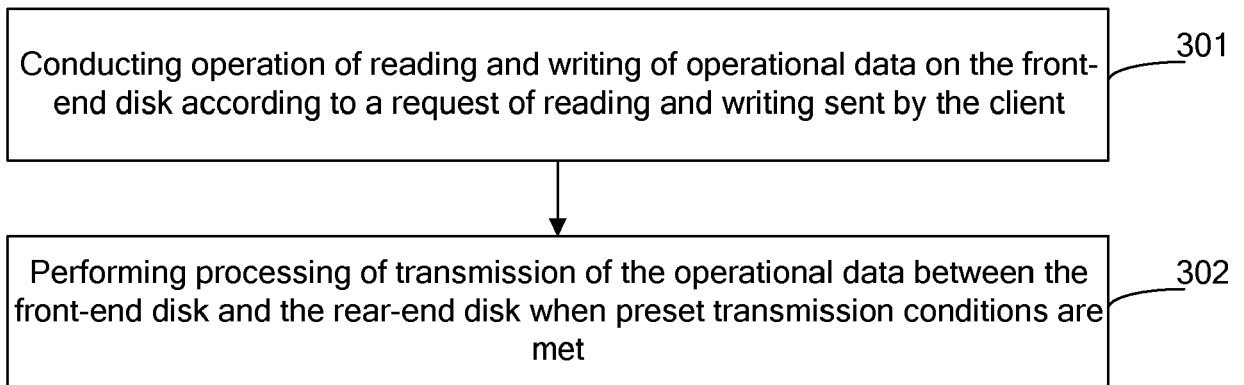 Conducting operation of reading and writing of operational data on the front-
end disk according to a request of reading and writing sent by the client
301
Performing processing of transmission of the operational data between the
front-end disk and the rear-end disk when preset transmission conditions are
met
302